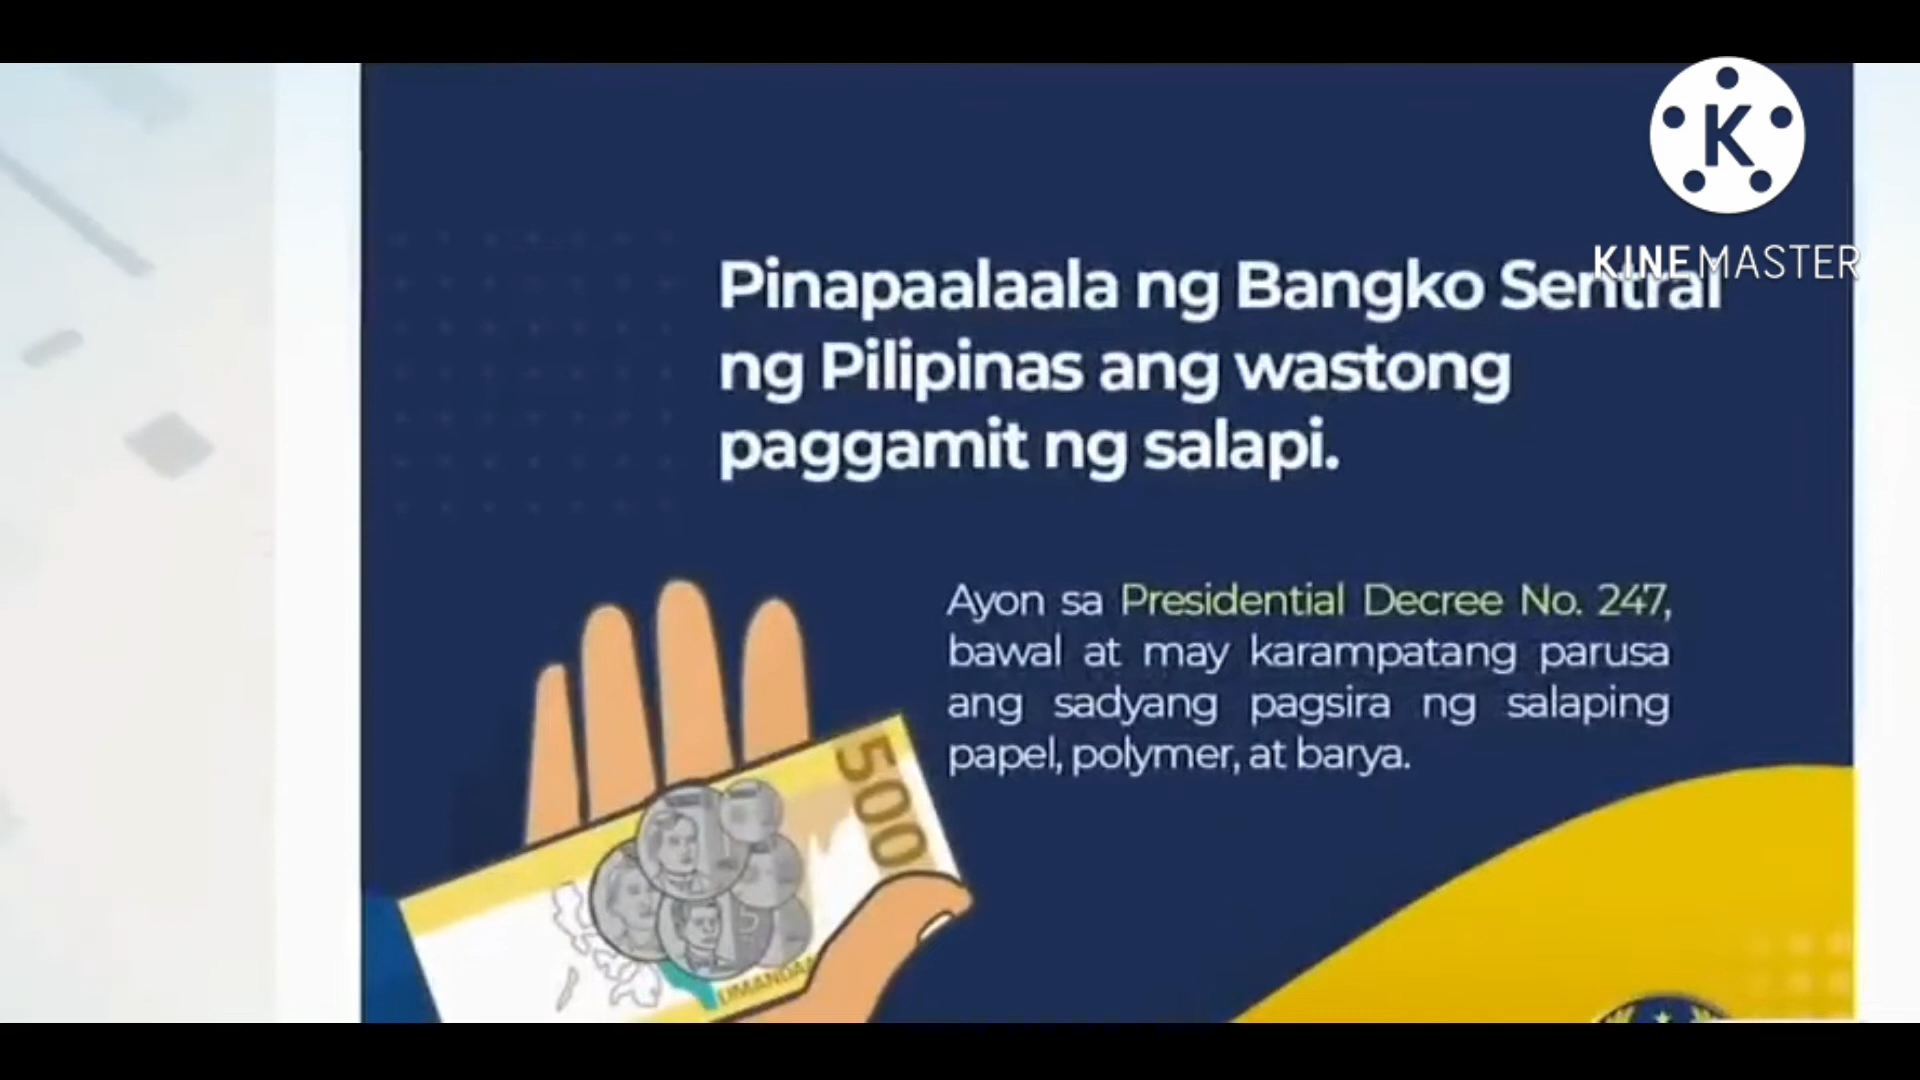 K
KINEMASTER
Pinapaalaala ng Bangko Sentral
ng Pilipinas ang wastong
paggamit ng salapi.
Ayon sa Presidential Decree No. 247,
bawal at may karampatang parusa
ang sadyang pagsira ng salaping
papel, polymer, at barya.
500